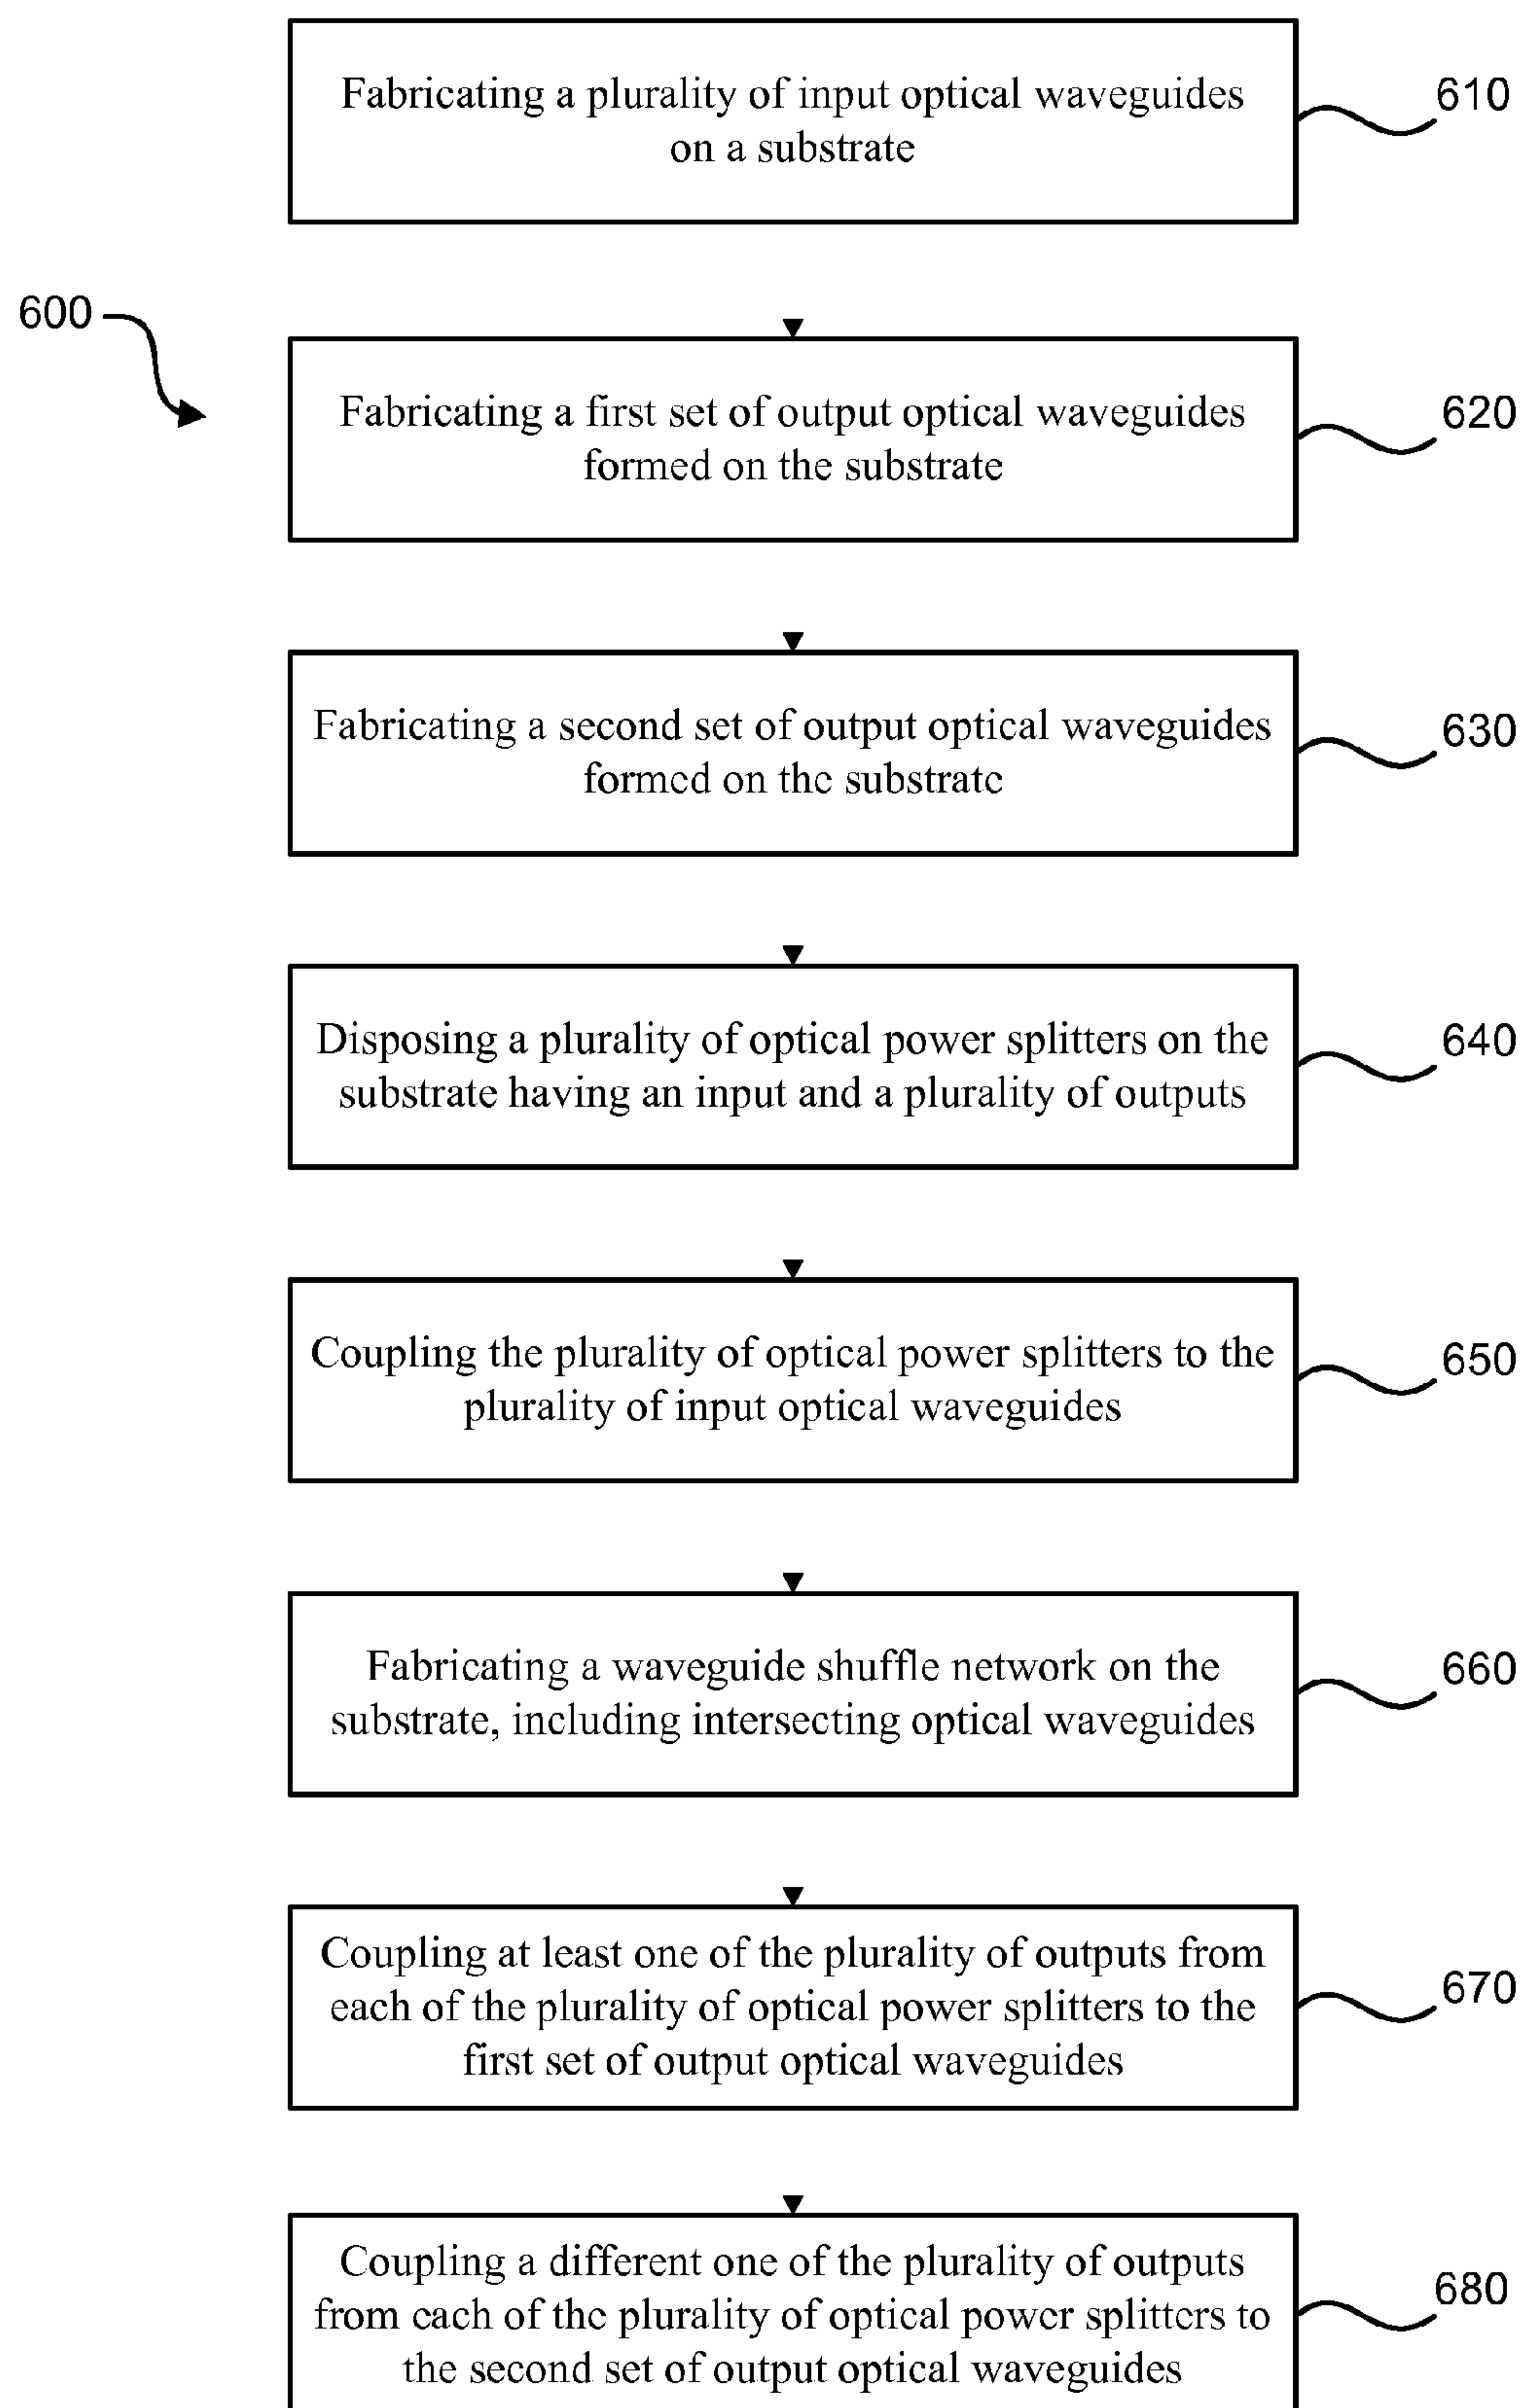 Fabricating a plurality of input optical waveguides
on a substrate
610
600
Fabricating a first set of output optical waveguides
formed on the substrate
620
Fabricating a second set of output optical waveguides
formed on the substrate
630
Disposing a plurality of optical power splitters on the
substrate having an input and a plurality of outputs
640
Coupling the plurality of optical power splitters to the
plurality of input optical waveguides
650
Fabricating a waveguide shuffle network on the
substrate, including intersecting optical waveguides
660
Coupling at least one of the plurality of outputs from
each of the plurality of optical power splitters to the
first set of output optical waveguides
670
Coupling a different one of the plurality of outputs
from each of the plurality of optical power splitters to
the second set of output optical waveguides
680